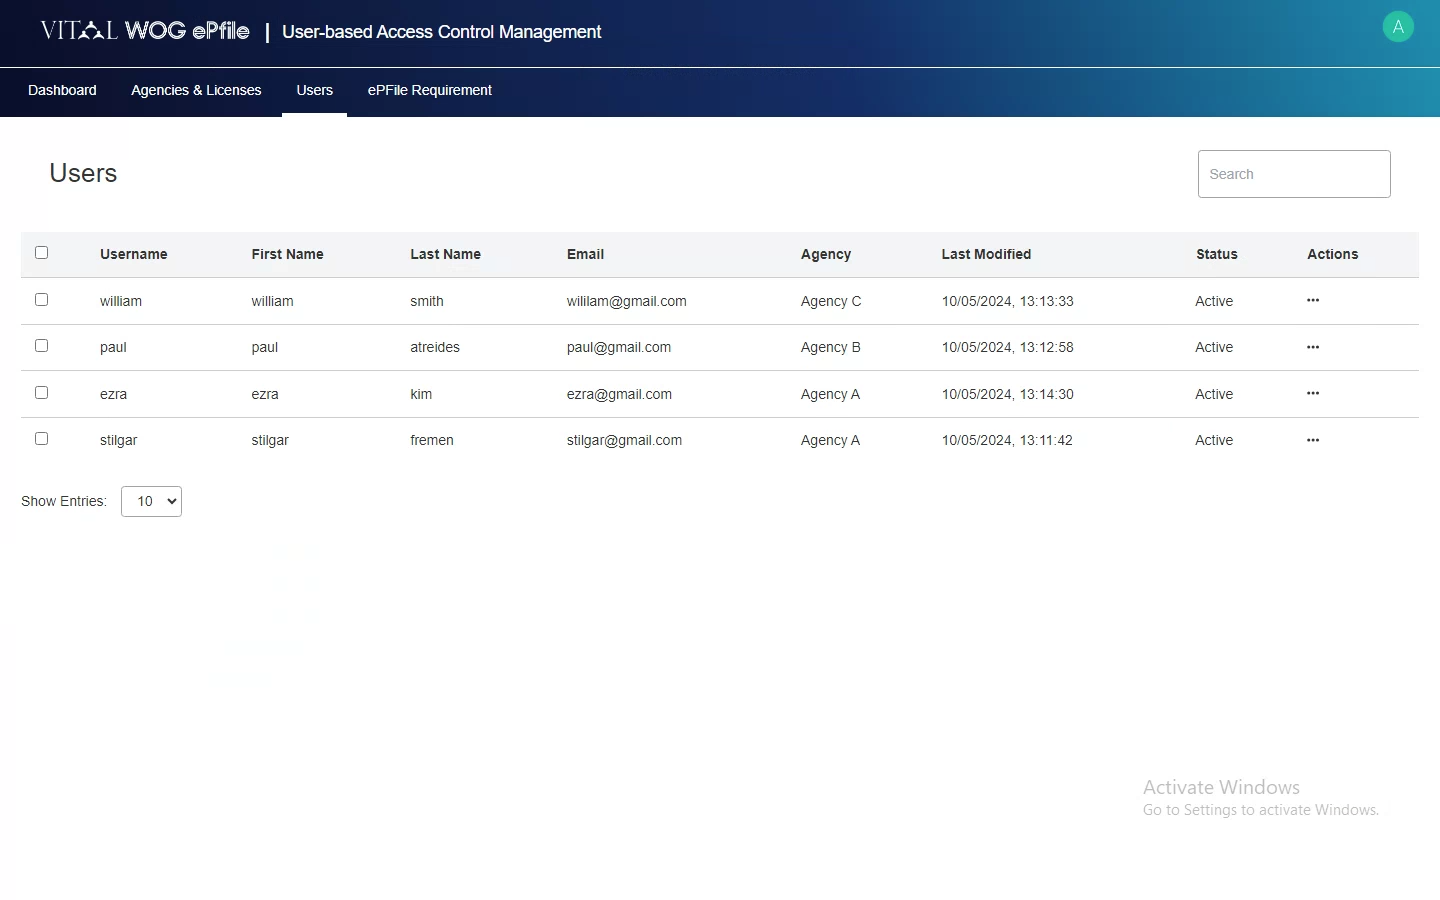 VITAL WOG ePfile | User-based Access Control Management
A
Dashboard Agencies & Licenses Users ePFile Requirement
Users
Search
Username First Name Last Name Email Agency Last Modified Status Actions
william william smith wililam@gmail.com Agency C 10/05/2024, 13:13:33 Active ···
paul paul atreides paul@gmail.com Agency B 10/05/2024, 13:12:58 Active ···
ezra ezra kim ezra@gmail.com Agency A 10/05/2024, 13:14:30 Active ···
stilgar stilgar fremen stilgar@gmail.com Agency A 10/05/2024, 13:11:42 Active ···
Show Entries: 10
Activate Windows
Go to Settings to activate Windows.